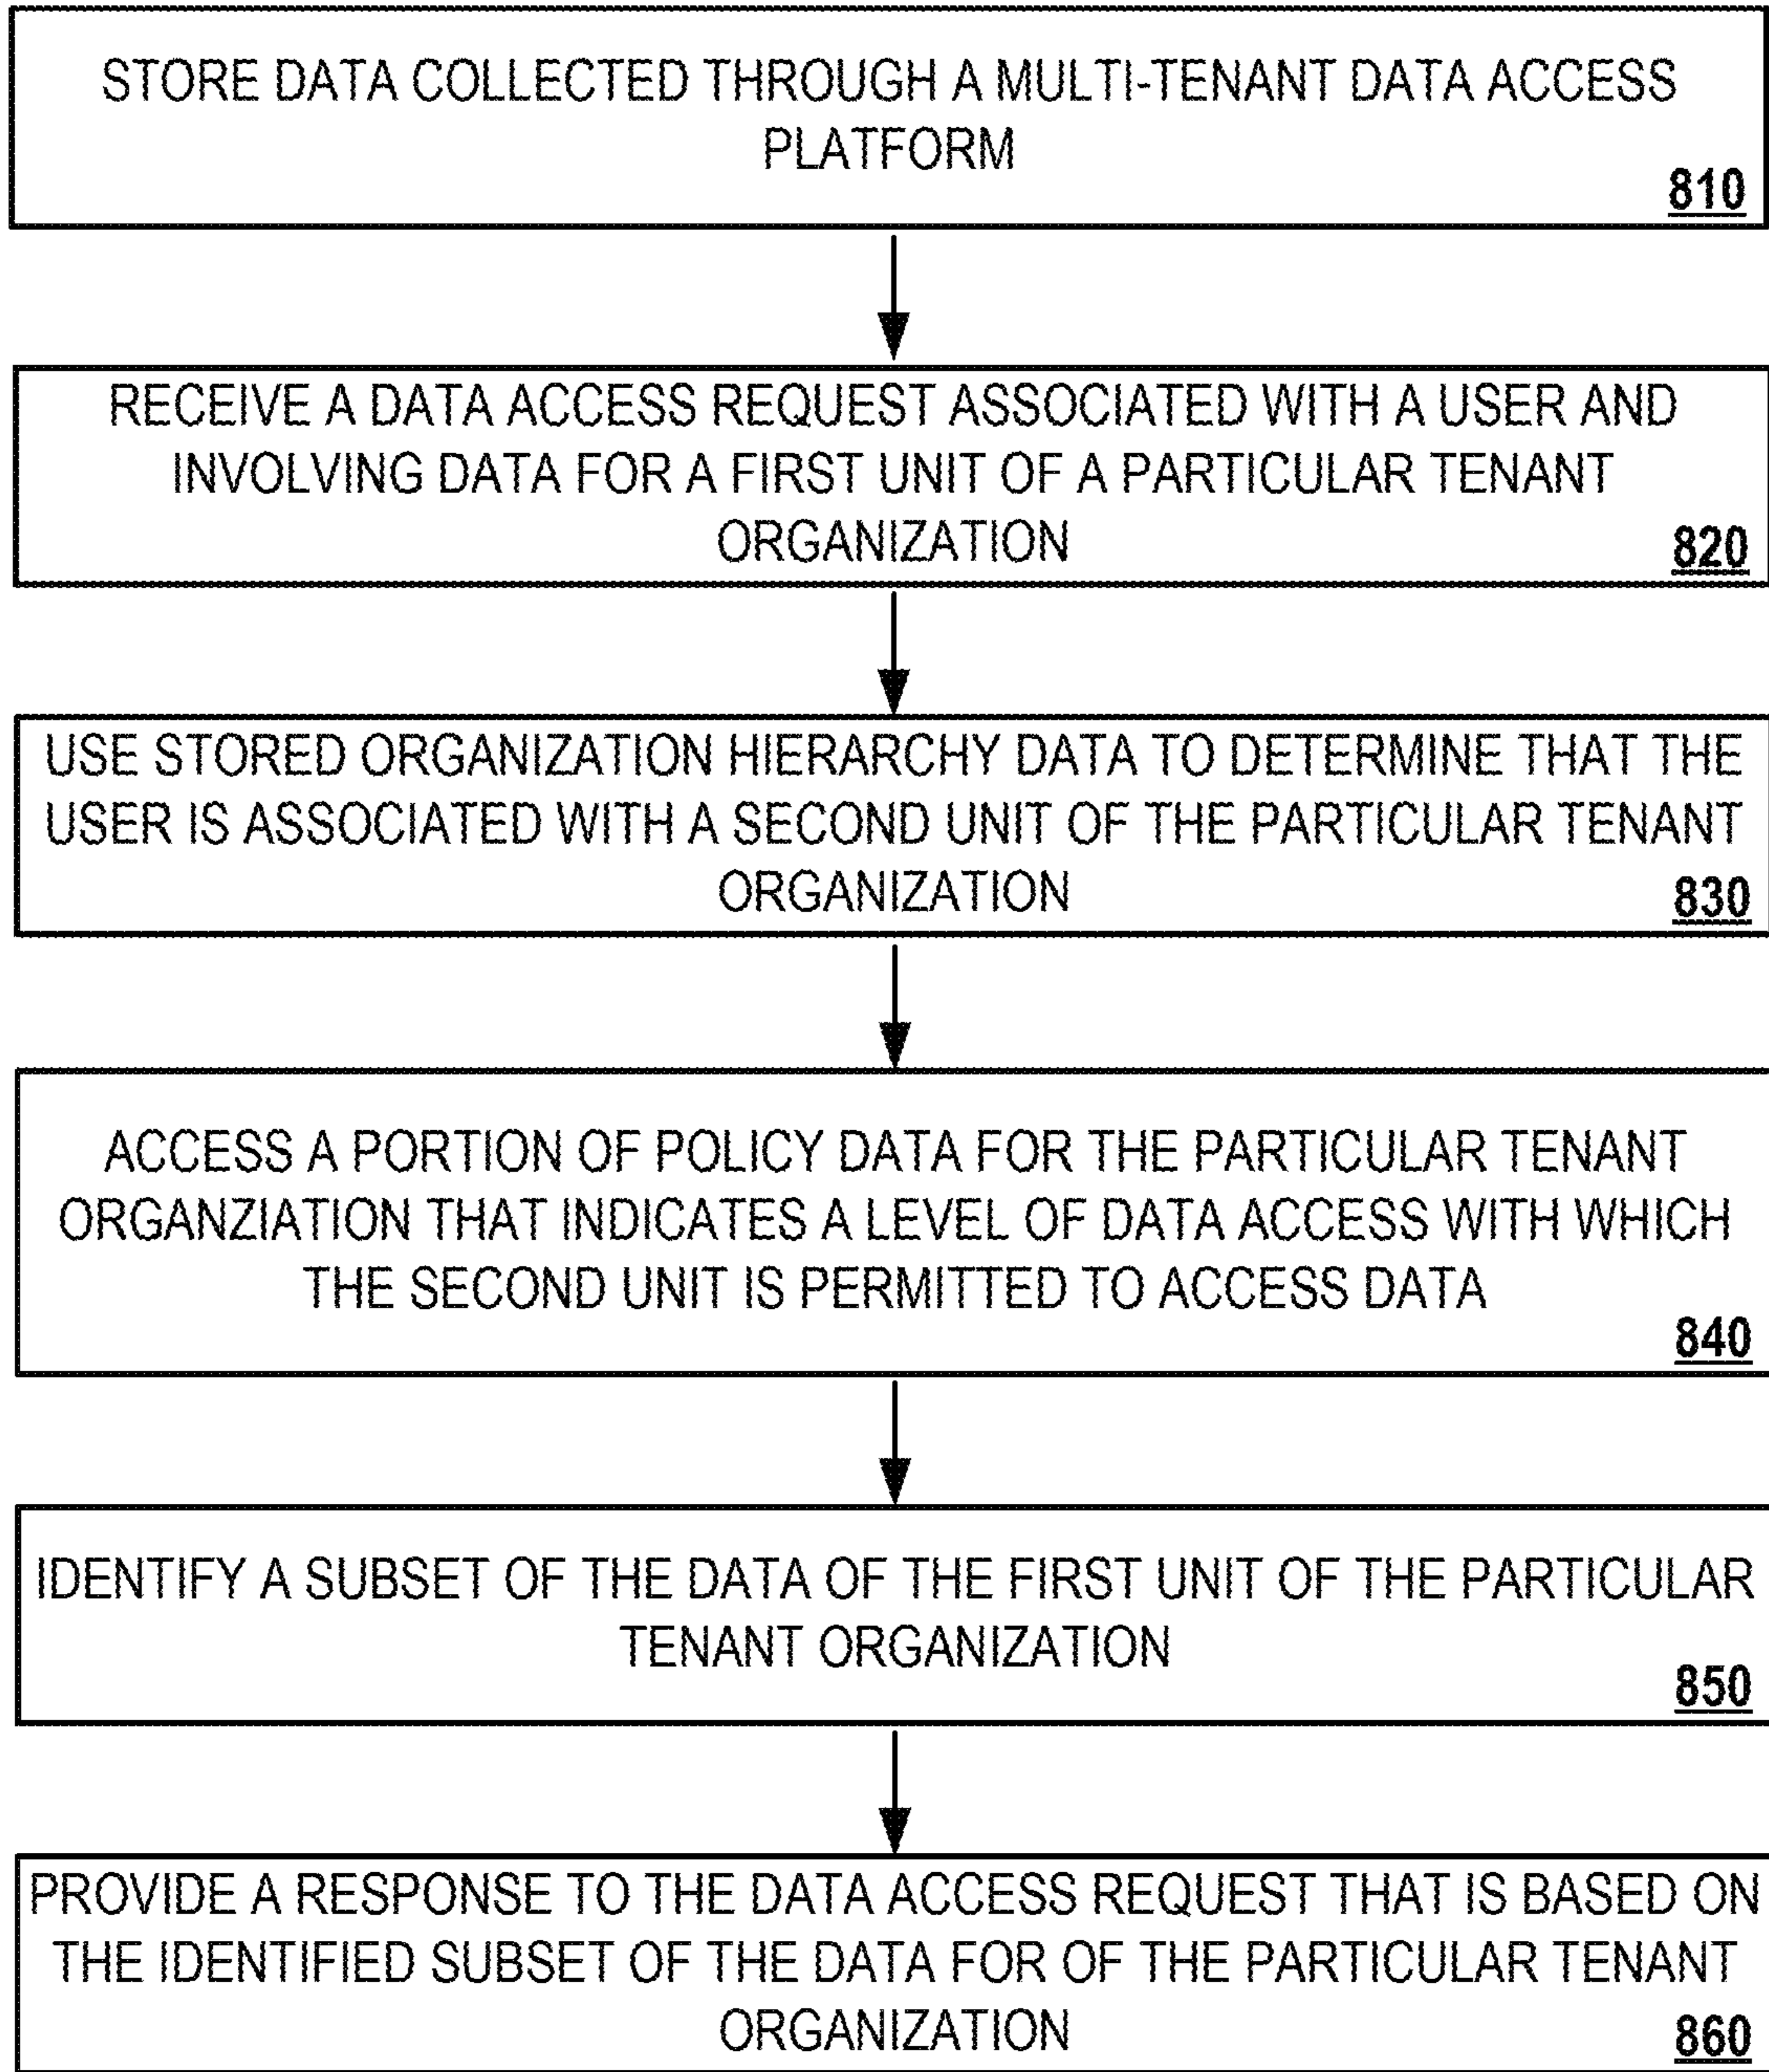 STORE DATA COLLECTED THROUGH A MULTI-TENANT DATA ACCESS
PLATFORM
810
RECEIVE A DATA ACCESS REQUEST ASSOCIATED WITH A USER AND
INVOLVING DATA FOR A FIRST UNIT OF A PARTICULAR TENANT
ORGANIZATION
820
USE STORED ORGANIZATION HIERARCHY DATA TO DETERMINE THAT THE
USER IS ASSOCIATED WITH A SECOND UNIT OF THE PARTICULAR TENANT
ORGANIZATION
830
ACCESS A PORTION OF POLICY DATA FOR THE PARTICULAR TENANT
ORGANZIATION THAT INDICATES A LEVEL OF DATA ACCESS WITH WHICH
THE SECOND UNIT IS PERMITTED TO ACCESS DATA
840
IDENTIFY A SUBSET OF THE DATA OF THE FIRST UNIT OF THE PARTICULAR
TENANT ORGANIZATION
850
PROVIDE A RESPONSE TO THE DATA ACCESS REQUEST THAT IS BASED ON
THE IDENTIFIED SUBSET OF THE DATA FOR OF THE PARTICULAR TENANT
ORGANIZATION
860